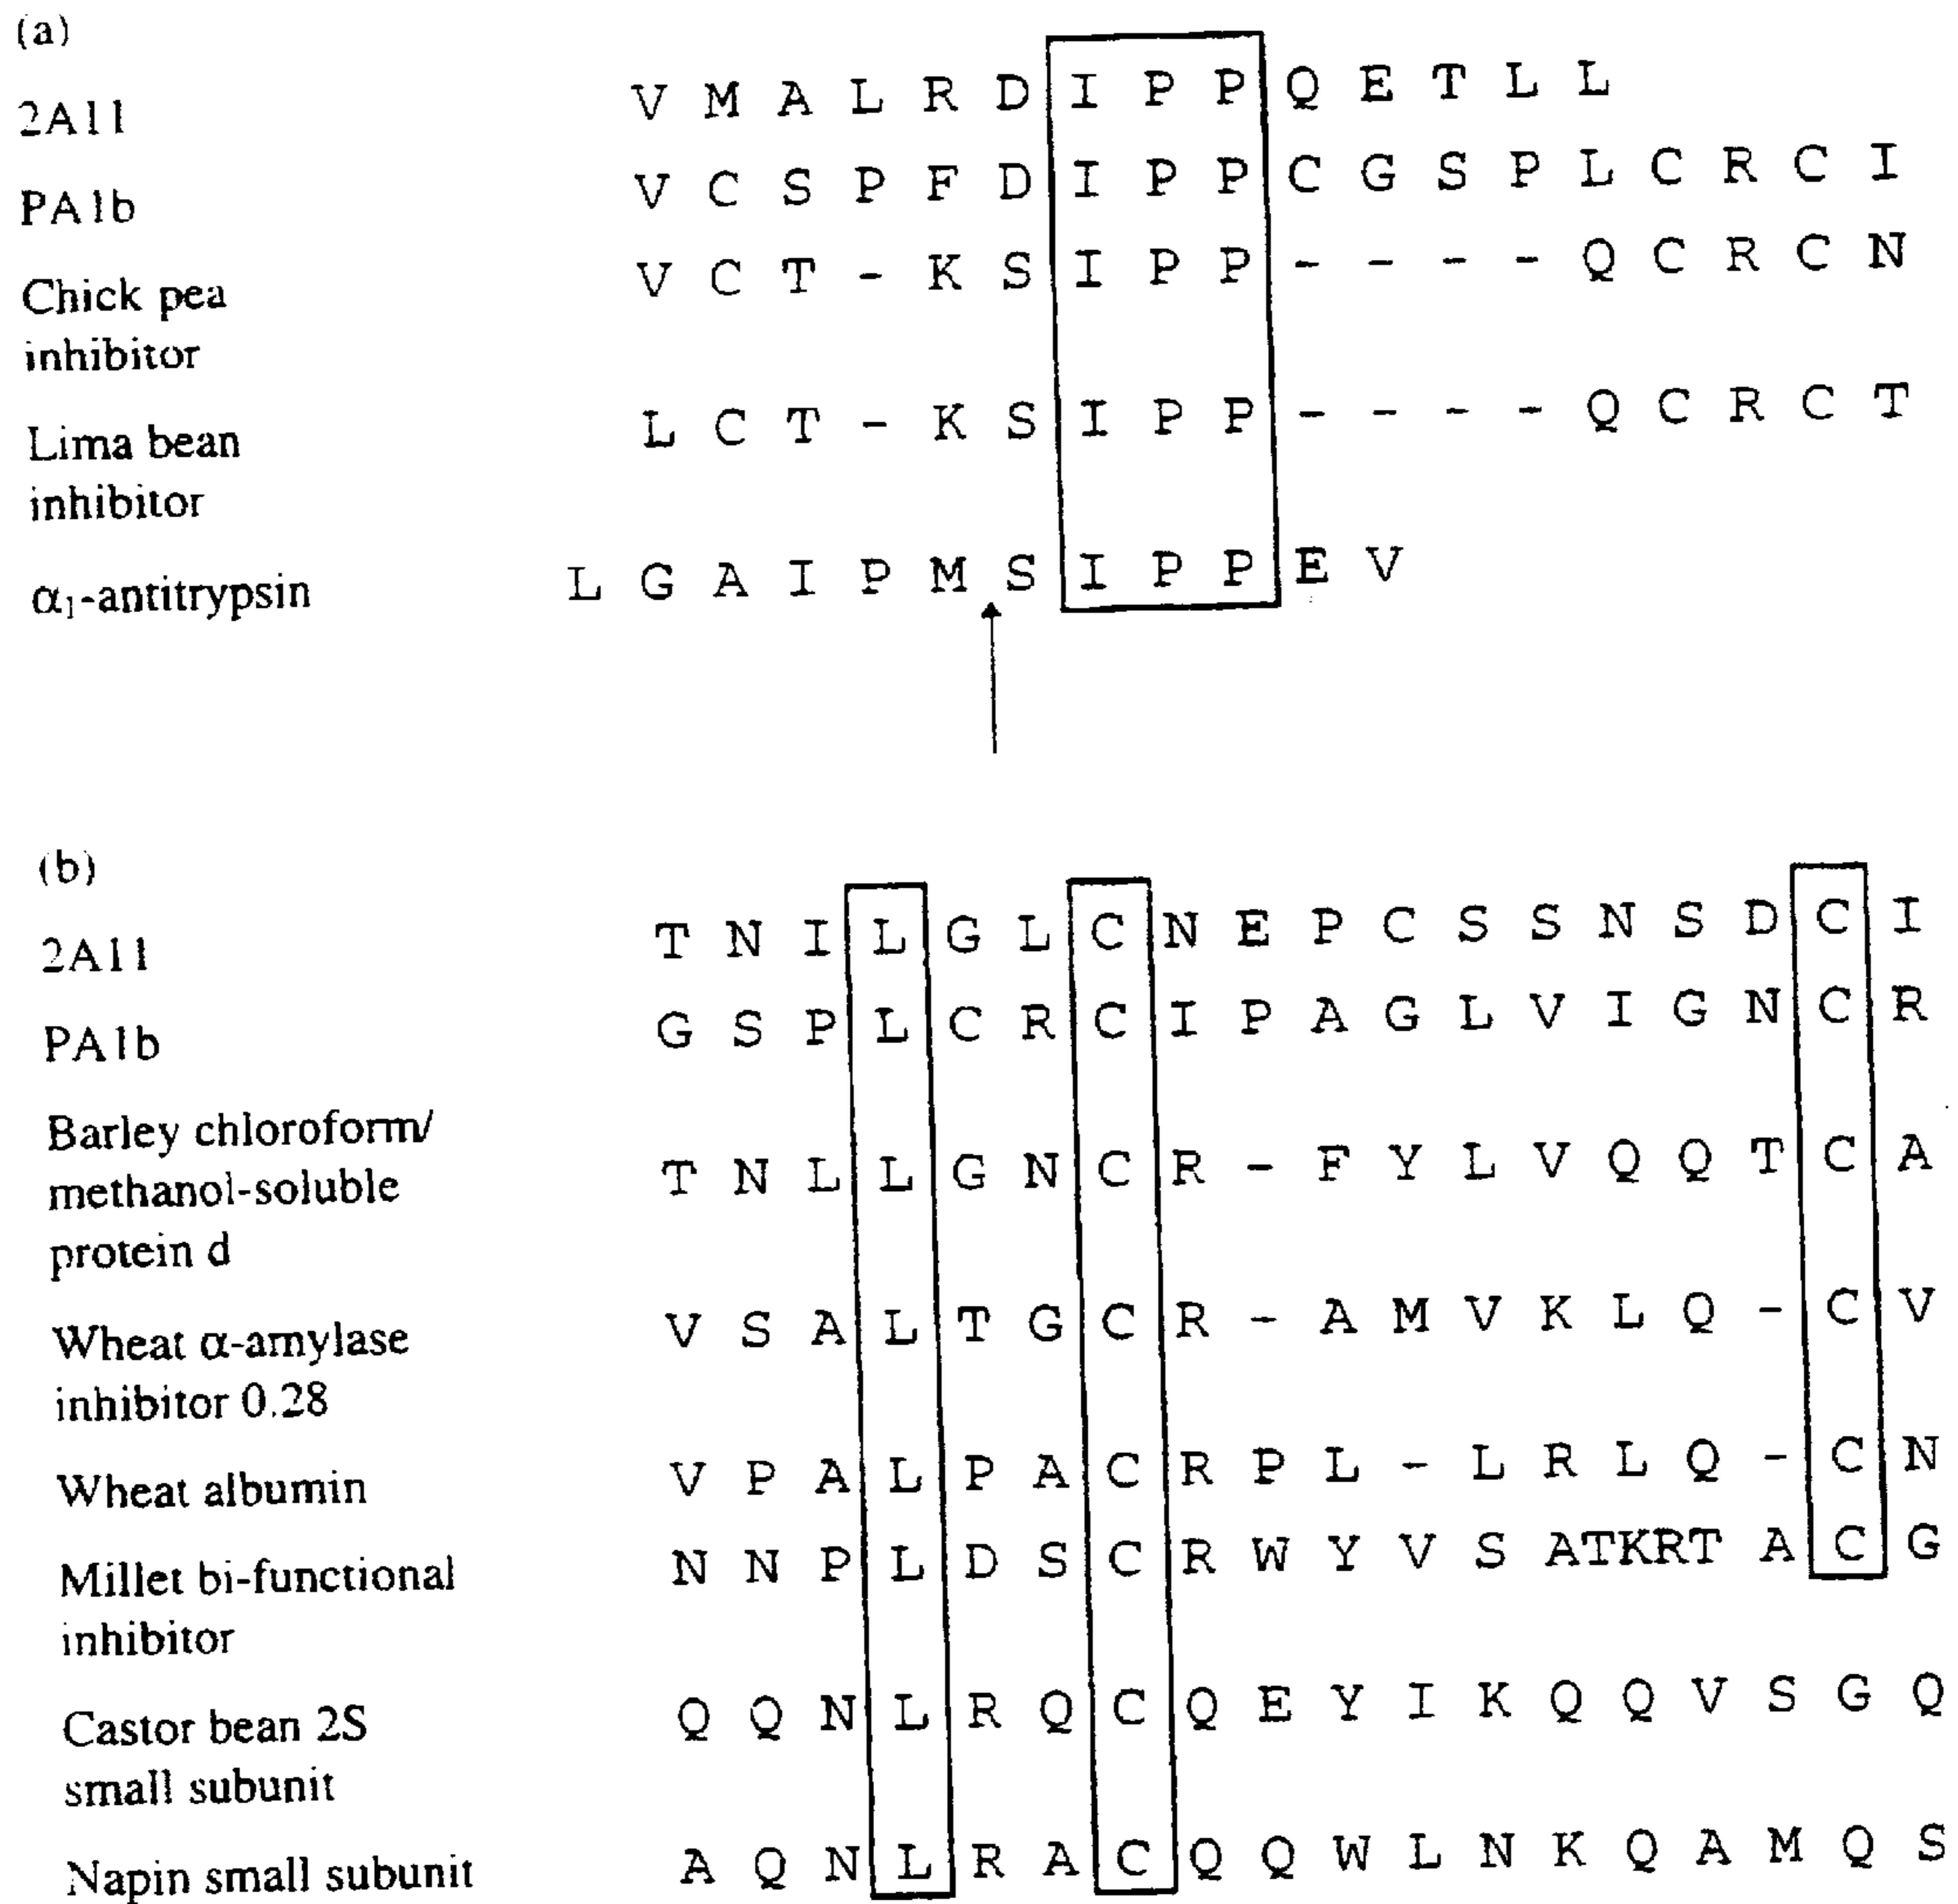 (a)
2A11 V M A L R D I P P Q E T L L
PA1b V C S P F D I P P C G S P L C R C I
Chick pea V C T - K S I P P - - - - Q C R C N
inhibitor
Lima bean L C T - K S I P P - - - - Q C R C T
inhibitor
α1-antitrypsin L G A I P M S I P P E V
(b)
2A11 T N I L G L C N E P C S S N S D C I
PA1b G S P L C R C I P A G L V I G N C R
Barley chloroform/
methanol-soluble T N L L G N C R - F Y L V Q Q T C A
protein d
Wheat α-amylase V S A L T G C R - A M V K L Q - C V
inhibitor 0.28
Wheat albumin V P A L P A C R P L - L R L Q - C N
Millet bi-functional N N P L D S C R W Y V S ATKRT A C G
inhibitor
Castor bean 2S Q Q N L R Q C Q E Y I K Q Q V S G Q
small subunit
Napin small subunit A Q N L R A C Q Q W L N K Q A M Q S